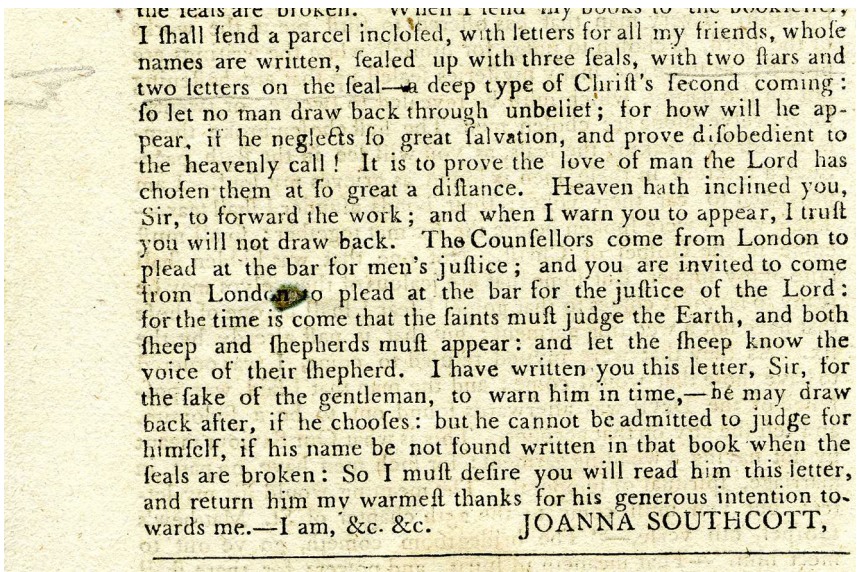 the ſeals are broken. When I ſend my books to the bookſeller,
I ſhall ſend a parcel incloſed, with letters for all my friends, whoſe
names are written, ſealed up with three ſeals, with two ſtars and
two letters on the ſeal—a deep type of Chriſt's ſecond coming:
ſo let no man draw back through unbelief; for how will he ap-
pear, if he neglects ſo great ſalvation, and prove diſobedient to
the heavenly call! It is to prove the love of man the Lord has
choſen them at ſo great a diſtance. Heaven hath inclined you,
Sir, to forward the work; and when I warn you to appear, I truſt
you will not draw back. The Counſellors come from London to
plead at the bar for men's juſtice; and you are invited to come
from London to plead at the bar for the juſtice of the Lord:
for the time is come that the ſaints muſt judge the Earth, and both
ſheep and ſhepherds muſt appear: and let the ſheep know the
voice of their ſhepherd. I have written you this letter, Sir, for
the ſake of the gentleman, to warn him in time,—he may draw
back after, if he chooſes: but he cannot be admitted to judge for
himſelf, if his name be not found written in that book when the
ſeals are broken: So I muſt deſire you will read him this letter,
and return him my warmeſt thanks for his generous intention to-
wards me.—I am, &c. &c. JOANNA SOUTHCOTT,